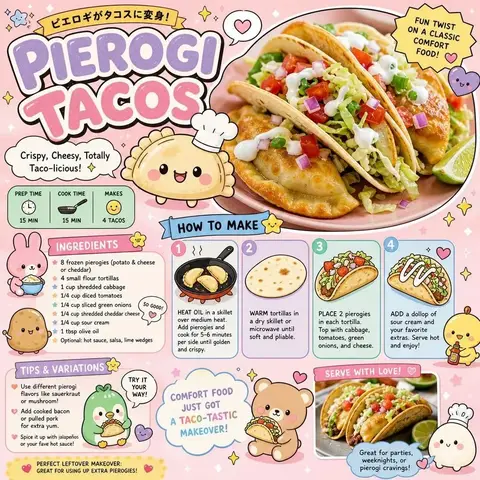 ピエロギがタコスに変身!
PIEROGI
TACOS
Crispy, Cheesy, Totally
Taco-licious!
FUN TWIST
ON A CLASSIC
COMFORT
FOOD!
PREP TIME
15 MIN
COOK TIME
15 MIN
MAKES
4 TACOS
INGREDIENTS
8 frozen pierogies (potato & cheese
or cheddar)
4 small flour tortillas
1 cup shredded cabbage
1/4 cup diced tomatoes
1/4 cup sliced green onions
1/4 cup shredded cheddar cheese
1/4 cup sour cream
1 tbsp olive oil
Optional: hot sauce, salsa, lime wedges
SO GOOD!
HOW TO MAKE
1
HEAT OIL in a skillet
over medium heat.
Add pierogies and
cook for 5–6 minutes
per side until golden
and crispy.
2
WARM tortillas in
a dry skillet or
microwave until
soft and pliable.
3
PLACE 2 pierogies
in each tortilla.
Top with cabbage,
tomatoes, green
onions, and cheese.
4
ADD a dollop of
sour cream and
your favorite
extras. Serve hot
and enjoy!
TIPS & VARIATIONS
Use different pierogi
flavors like sauerkraut
or mushroom!
Add cooked bacon
or pulled pork
for extra yum.
Spice it up with jalapeños
or your fave hot sauce!
TRY IT
YOUR
WAY!
PERFECT LEFTOVER MAKEOVER:
GREAT FOR USING UP EXTRA PIEROGIES!
COMFORT FOOD
JUST GOT
A TACO-TASTIC
MAKEOVER!
SERVE WITH LOVE!
Great for parties,
weeknights, or
pierogi cravings!